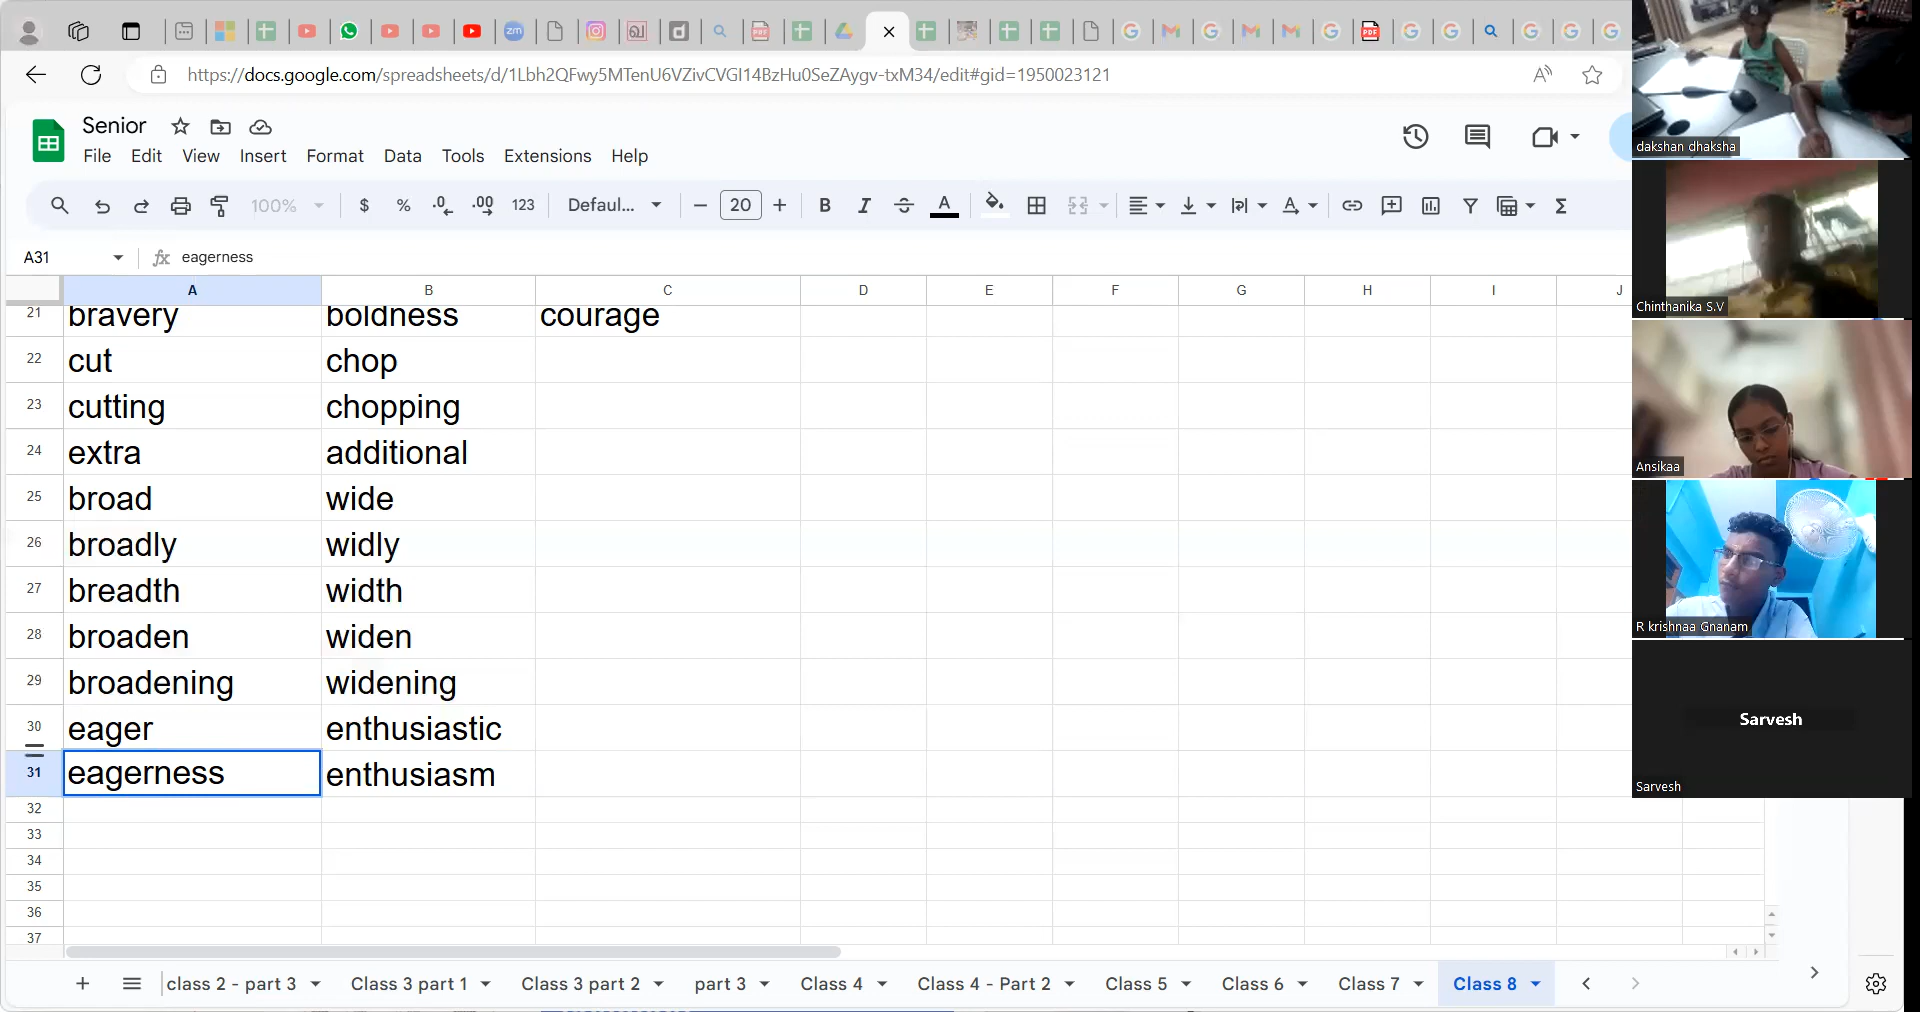 https://docs.google.com/spreadsheets/d/1Lbh2QFwy5MTenU6VZivCVGI14BzHu0SeZAygv-txM34/edit#gid=1950023121
Senior
File Edit View Insert Format Data Tools Extensions Help
100% $ % .0 .00 123 Defaul... 20 B I A Σ
A31 fx eagerness
A B C D E F G H I J
21 bravery boldness courage
22 cut chop
23 cutting chopping
24 extra additional
25 broad wide
26 broadly widly
27 breadth width
28 broaden widen
29 broadening widening
30 eager enthusiastic
31 eagerness enthusiasm
32
33
34
35
36
37
class 2 - part 3 Class 3 part 1 Class 3 part 2 part 3 Class 4 Class 4 - Part 2 Class 5 Class 6 Class 7 Class 8
dakshan dhaksha
Chinthanika S.V
Ansikaa
R krishnaa Gnanam
Sarvesh
Sarvesh